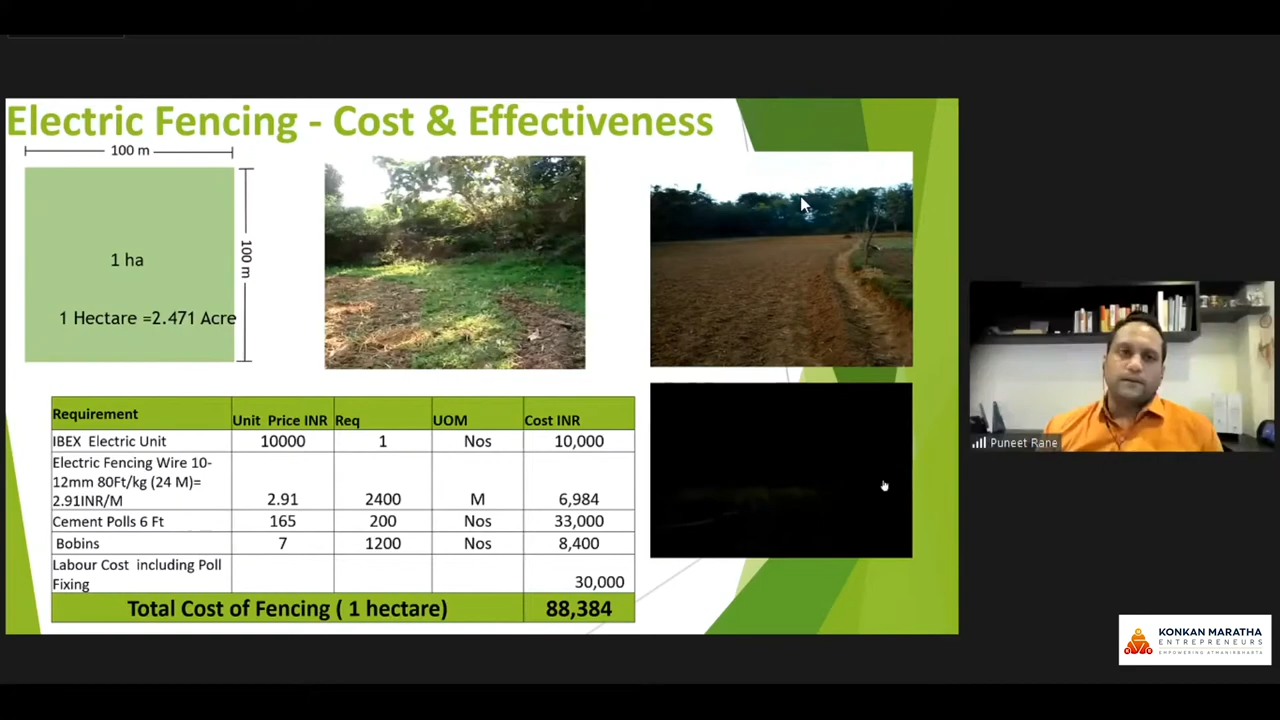 Electric Fencing - Cost & Effectiveness
100 m
100 m
1 ha
1 Hectare =2.471 Acre
Requirement Unit Price INR Req UOM Cost INR
IBEX Electric Unit 10000 1 Nos 10,000
Electric Fencing Wire 10-
12mm 80Ft/kg (24 M)=
2.91INR/M 2.91 2400 M 6,984
Cement Polls 6 Ft 165 200 Nos 33,000
Bobins 7 1200 Nos 8,400
Labour Cost including Poll
Fixing 30,000
Total Cost of Fencing ( 1 hectare) 88,384
Puneet Rane
KONKAN MARATHA
ENTREPRENEURS
EMPOWERING ATMANIRBHARTA